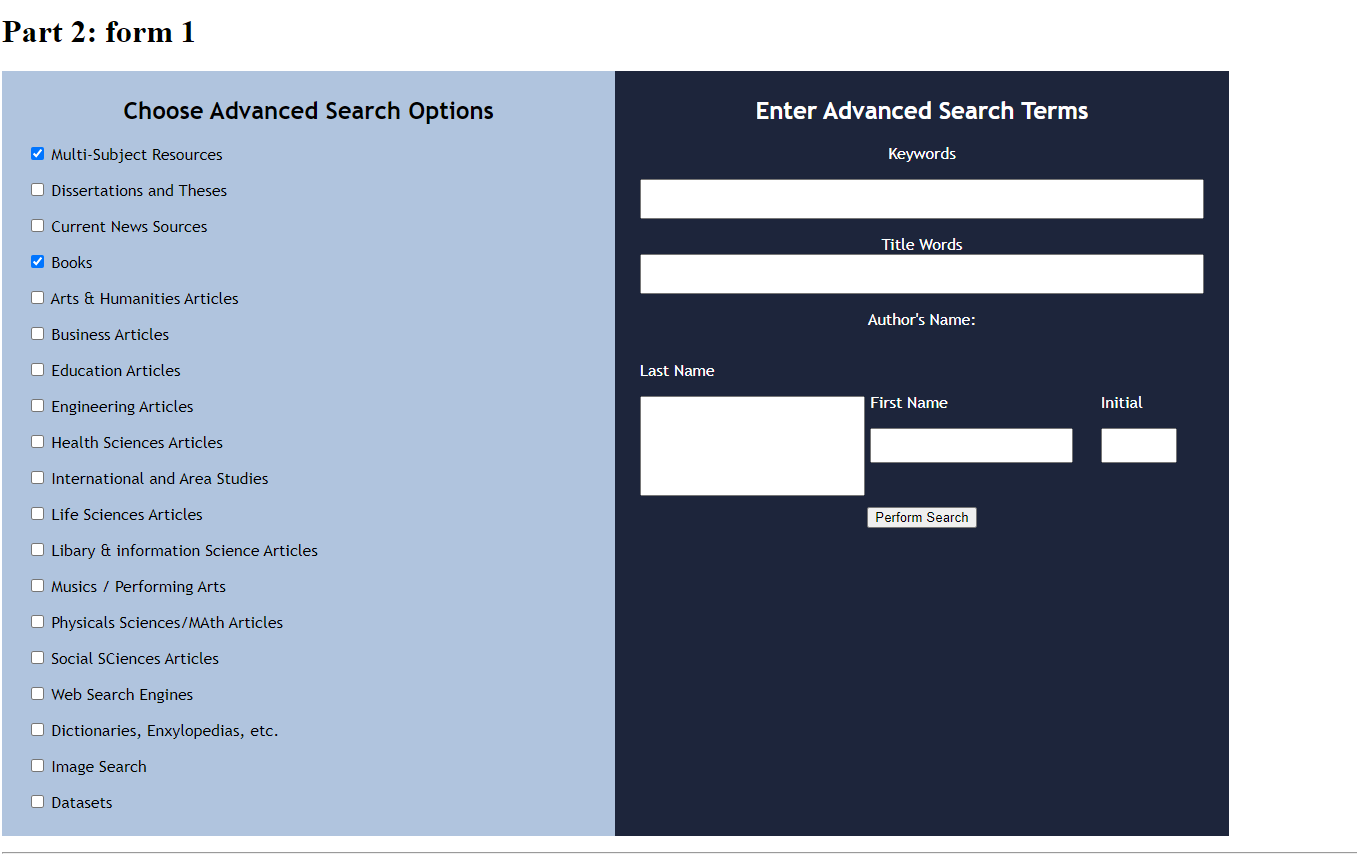 Part 2: form 1
Choose Advanced Search Options
Multi-Subject Resources
Dissertations and Theses
Current News Sources
Books
Arts & Humanities Articles
Business Articles
Education Articles
Engineering Articles
Health Sciences Articles
International and Area Studies
Life Sciences Articles
Libary & information Science Articles
Musics / Performing Arts
Physicals Sciences/MAth Articles
Social SCiences Articles
Web Search Engines
Dictionaries, Enxylopedias, etc.
Image Search
Datasets
Enter Advanced Search Terms
Keywords
Title Words
Author's Name:
Last Name
First Name
Initial
Perform Search